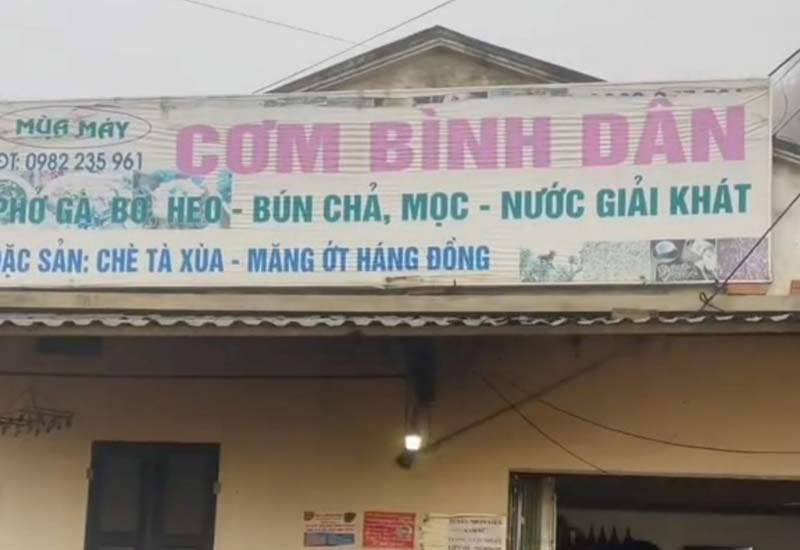 MÙA MÂY
ĐT: 0982 235 961
CƠM BÌNH DÂN
PHỞ GÀ, BÒ, HEO - BÚN CHẢ, MỌC - NƯỚC GIẢI KHÁT
ĐẶC SẢN: CHÈ TÀ XÙA - MĂNG ỚT HÁNG ĐỒNG